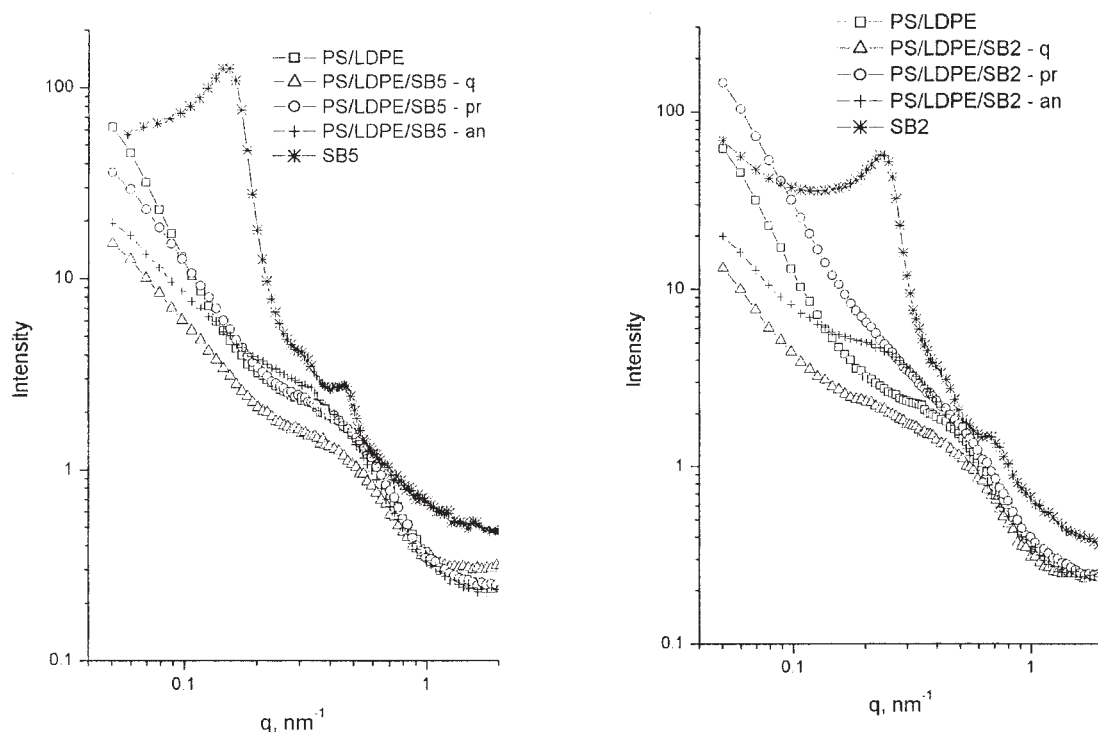 PS/LDPE
PS/LDPE/SB5 - q
PS/LDPE/SB5 - pr
PS/LDPE/SB5 - an
SB5
100
10
1
0.1
Intensity
0.1
1
q, nm-1
PS/LDPE
PS/LDPE/SB2 - q
PS/LDPE/SB2 - pr
PS/LDPE/SB2 - an
SB2
100
10
1
0.1
Intensity
0.1
1
q, nm-1